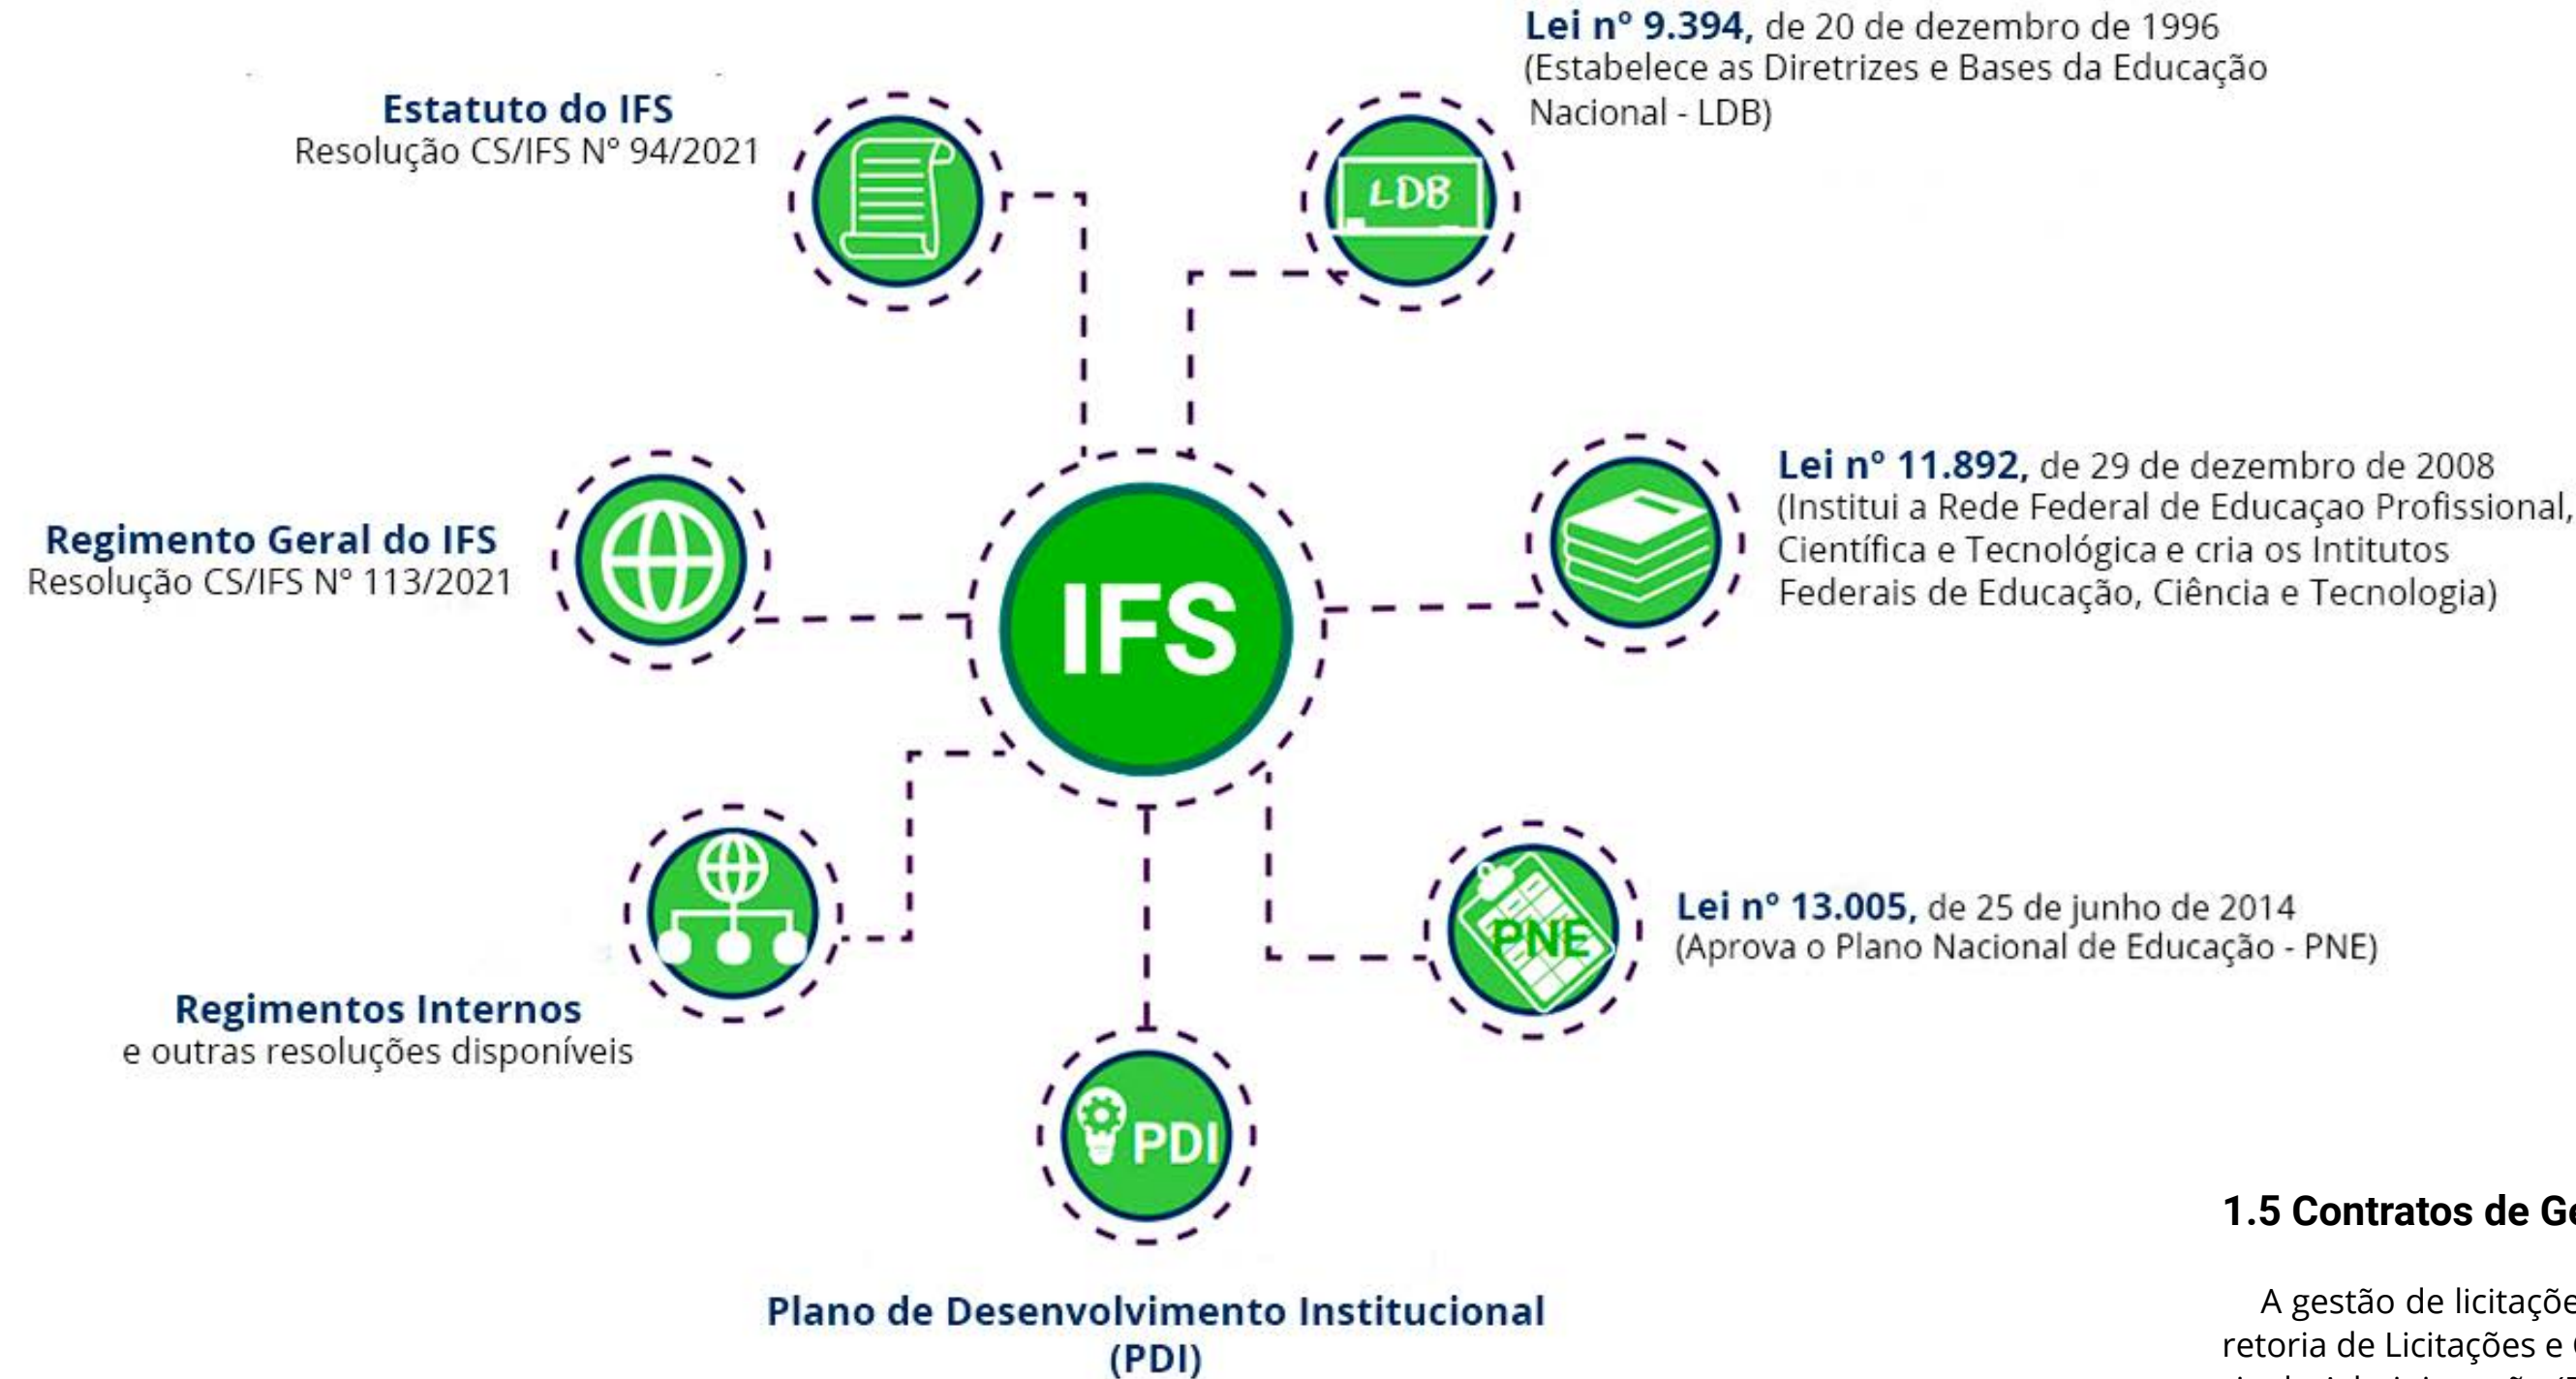 Lei nº 9.394, de 20 de dezembro de 1996
(Estabelece as Diretrizes e Bases da Educação
Nacional - LDB)
Estatuto do IFS
Resolução CS/IFS Nº 94/2021
LDB
Lei nº 11.892, de 29 de dezembro de 2008
(Institui a Rede Federal de Educaçao Profissional,
Científica e Tecnológica e cria os Intitutos
Federais de Educação, Ciência e Tecnologia)
Regimento Geral do IFS
Resolução CS/IFS Nº 113/2021
IFS
Lei nº 13.005, de 25 de junho de 2014
(Aprova o Plano Nacional de Educação - PNE)
PNE
Regimentos Internos
e outras resoluções disponíveis
PDI
Plano de Desenvolvimento Institucional
(PDI)
1.5 Contratos de
A gestão de
retoria de Licitações e